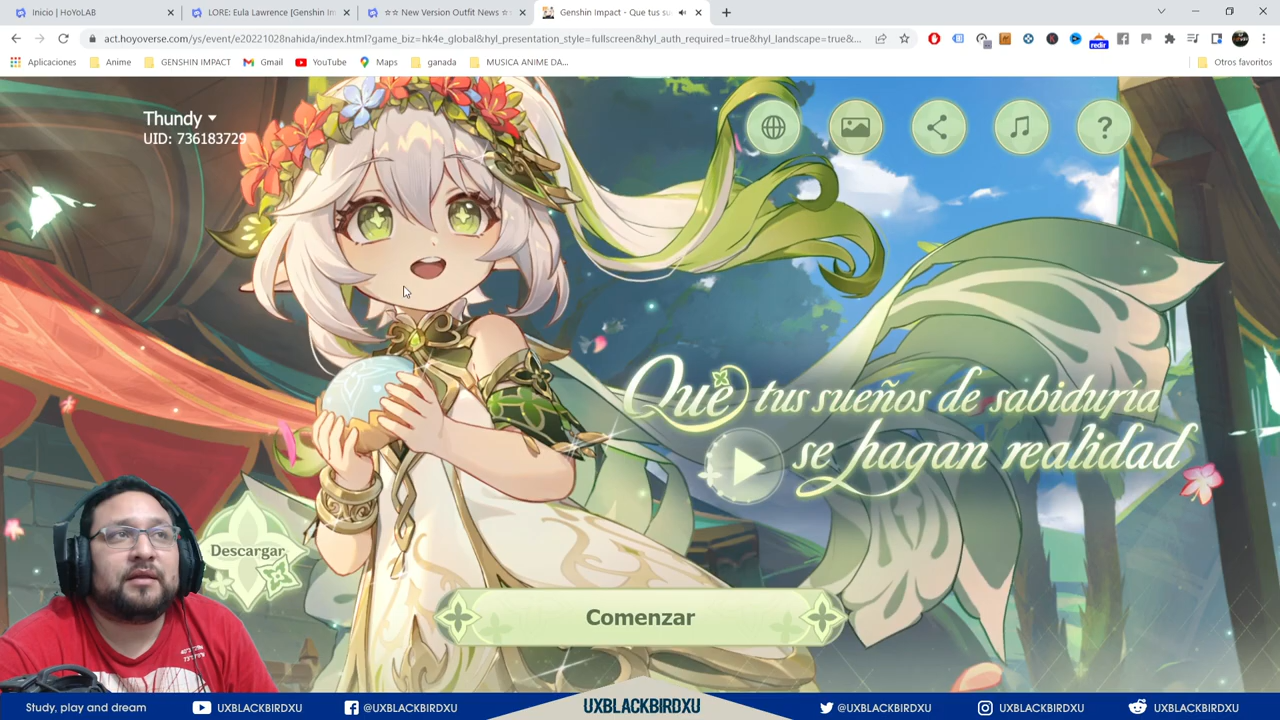 Inicio | HoYoLAB
LORE: Eula Lawrence [Genshin Im
☆☆ New Version Outfit News ☆
Genshin Impact - Que tus su
act.hoyoverse.com/ys/event/e20221028nahida/index.html?game_biz=hk4e_global&hyl_presentation_style=fullscreen&hyl_auth_required=true&hyl_landscape=true&...
redir
Aplicaciones
Anime
GENSHIN IMPACT
Gmail
YouTube
Maps
ganada
MUSICA ANIME DA...
Otros favoritos
Thundy
UID: 736183729
?
Que tus sueños de sabiduría
se hagan realidad
Descargar
Comenzar
Study, play and dream
UXBLACKBIRDXU
@UXBLACKBIRDXU
UXBLACKBIRDXU
@UXBLACKBIRDXU
UXBLACKBIRDXU
UXBLACKBIRDXU